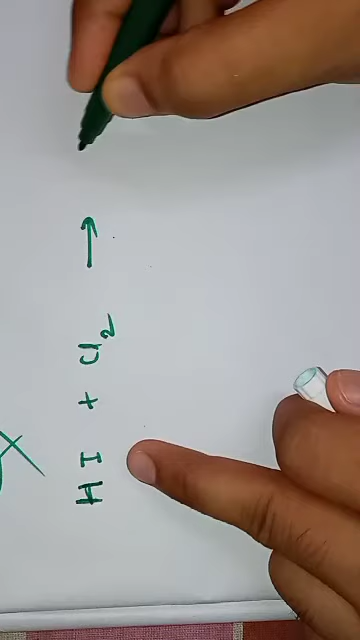 HI + Cl₂ →